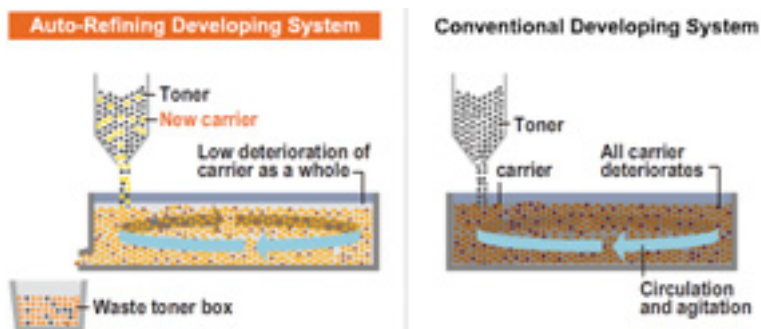 Auto-Refining Developing System
Toner
New carrier
Low deterioration of
carrier as a whole
Waste toner box
Conventional Developing System
Toner
carrier
All carrier
deteriorates
Circulation
and agitation